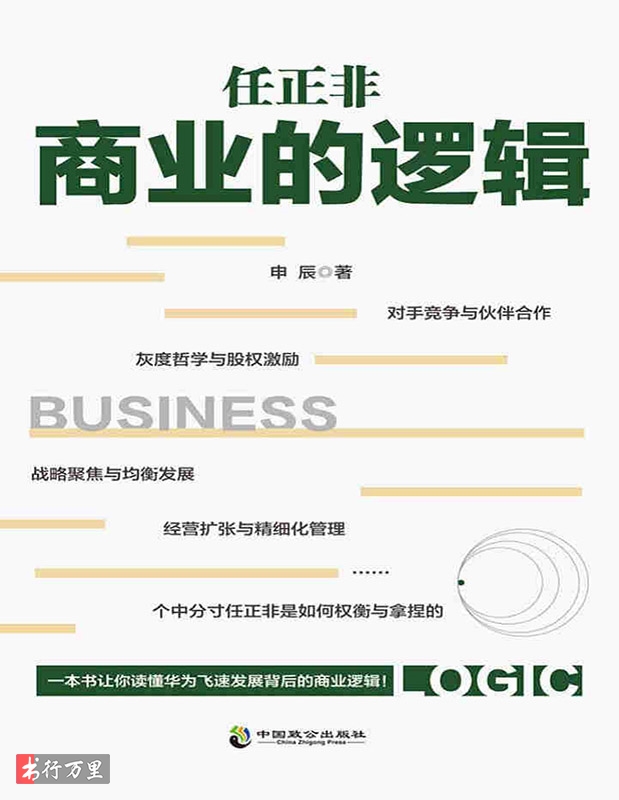 任正非
商业的逻辑
申 辰◎著
对手竞争与伙伴合作
灰度哲学与股权激励
BUSINESS
战略聚焦与均衡发展
经营扩张与精细化管理
······
个中分寸任正非是如何权衡与拿捏的
一本书让你读懂华为飞速发展背后的商业逻辑！
LOGIC
中国致公出版社
China Zhigong Press
书行万里